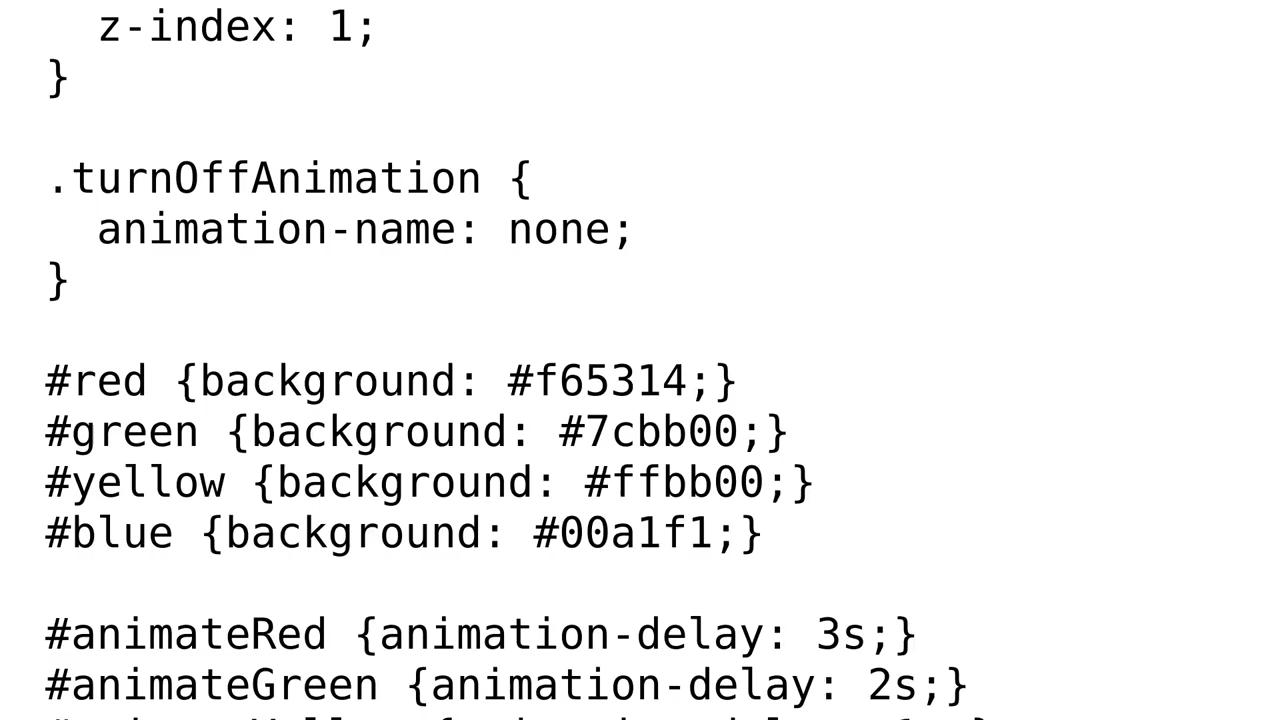 z-index: 1;
}

.turnOffAnimation {
  animation-name: none;
}

#red {background: #f65314;}
#green {background: #7cbb00;}
#yellow {background: #ffbb00;}
#blue {background: #00a1f1;}

#animateRed {animation-delay: 3s;}
#animateGreen {animation-delay: 2s;}